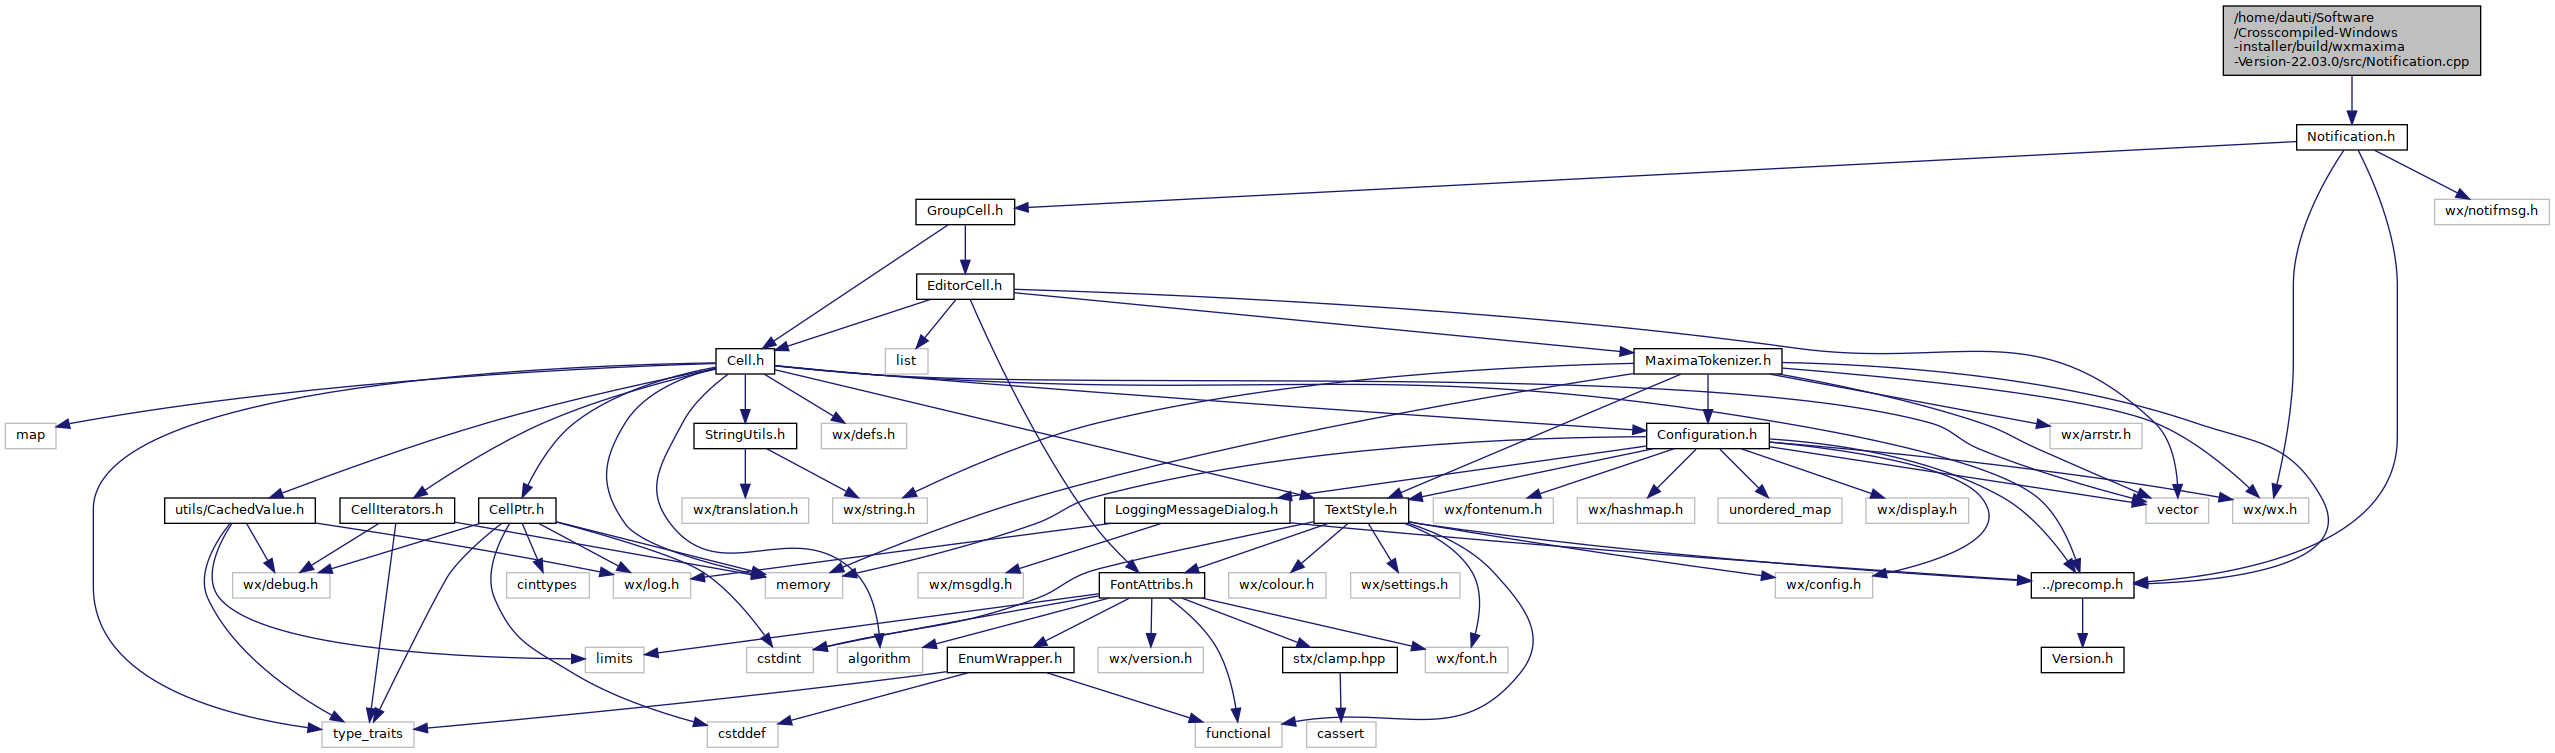 /home/dauti/Software
/Crosscompiled-Windows
-installer/build/wxmaxima
-Version-22.03.0/src/Notification.cpp
Notification.h
GroupCell.h
wx/notifmsg.h
EditorCell.h
Cell.h
list
MaximaTokenizer.h
map
StringUtils.h
wx/defs.h
Configuration.h
wx/arrstr.h
utils/CachedValue.h
CellIterators.h
CellPtr.h
wx/translation.h
wx/string.h
LoggingMessageDialog.h
TextStyle.h
wx/fontenum.h
wx/hashmap.h
unordered_map
wx/display.h
vector
wx/wx.h
wx/debug.h
cinttypes
wx/log.h
memory
wx/msgdlg.h
FontAttribs.h
wx/colour.h
wx/settings.h
wx/config.h
../precomp.h
limits
cstdint
algorithm
EnumWrapper.h
wx/version.h
stx/clamp.hpp
wx/font.h
Version.h
type_traits
cstddef
functional
cassert